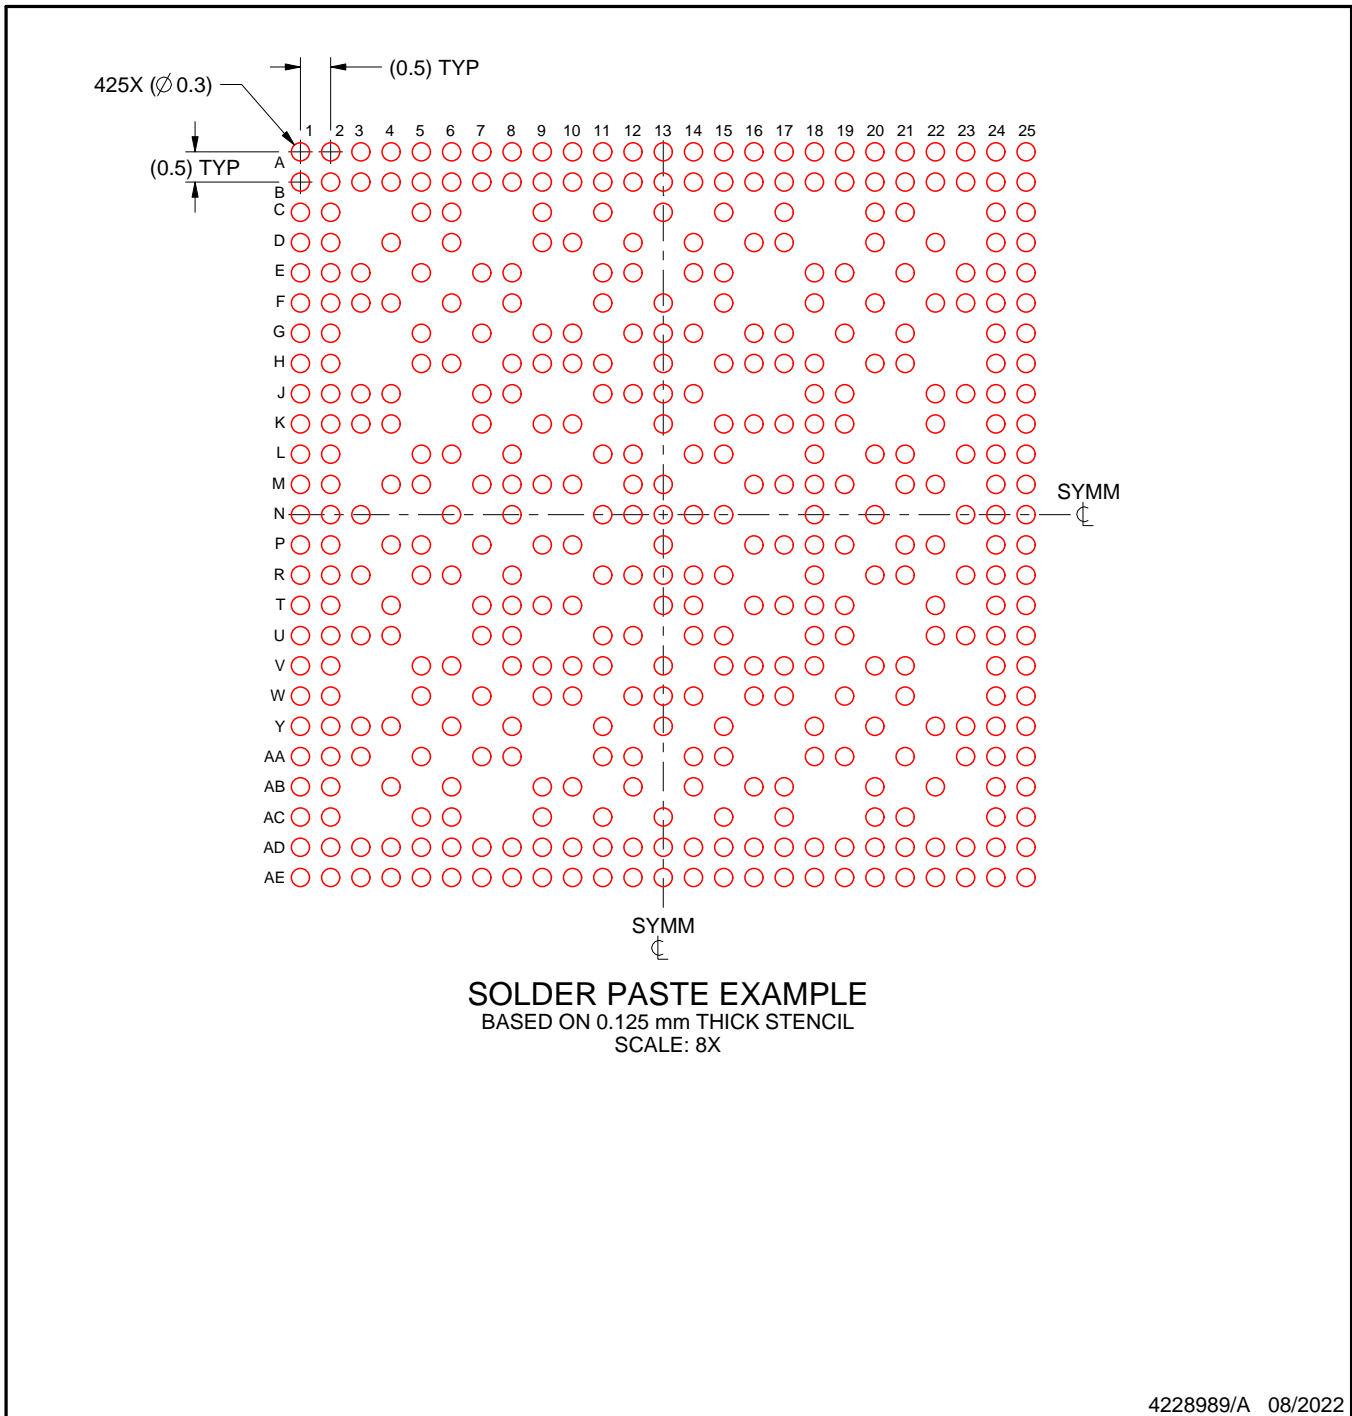 (0.5) TYP
425X (∅ 0.3)
1 2 3 4 5 6 7 8 9 10 11 12 13 14 15 16 17 18 19 20 21 22 23 24 25
A
(0.5) TYP
B
C
D
E
F
G
H
J
K
L
M
SYMM
N
℄
P
R
T
U
V
W
Y
AA
AB
AC
AD
AE
SYMM
℄
SOLDER PASTE EXAMPLE
BASED ON 0.125 mm THICK STENCIL
SCALE: 8X
4228989/A 08/2022